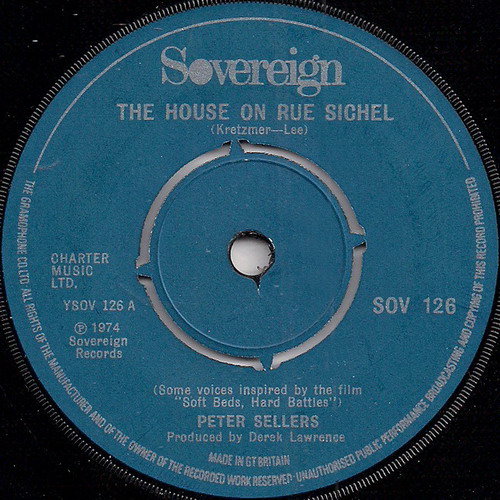 Sovereign
THE HOUSE ON RUE SICHEL
(Kretzmer—Lee)
CHARTER
MUSIC
LTD.
YSOV 126 A
Ⓟ 1974
Sovereign
Records
SOV 126
(Some voices inspired by the film
"Soft Beds, Hard Battles")
PETER SELLERS
Produced by Derek Lawrence
MADE IN GT BRITAIN
THE GRAMOPHONE CO. LTD. ALL RIGHTS OF THE MANUFACTURER AND OF THE OWNER OF THE RECORDED WORK RESERVED · UNAUTHORISED PUBLIC PERFORMANCE, BROADCASTING AND COPYING OF THIS RECORD PROHIBITED